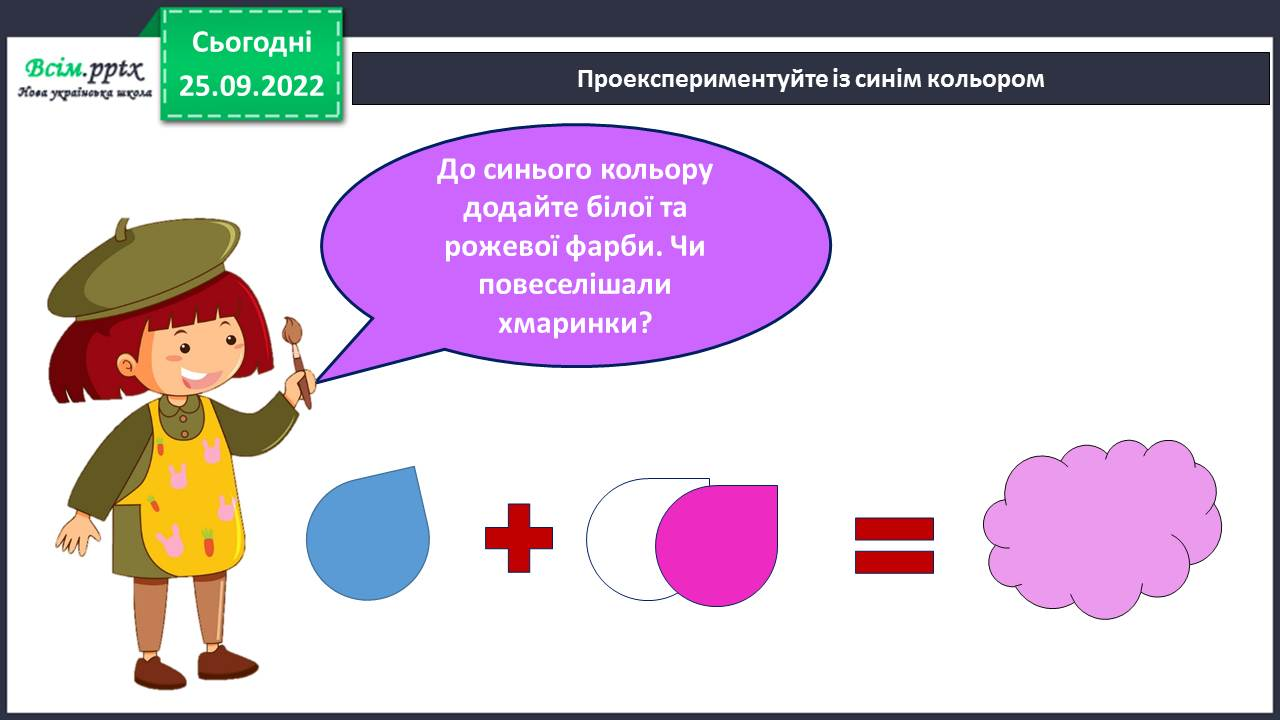 Сьогодні
25.09.2022
Всім.pptx
Нова українська школа
Проекспериментуйте із синім кольором
До синього кольору
додайте білої та
рожевої фарби. Чи
повеселішали
хмаринки?